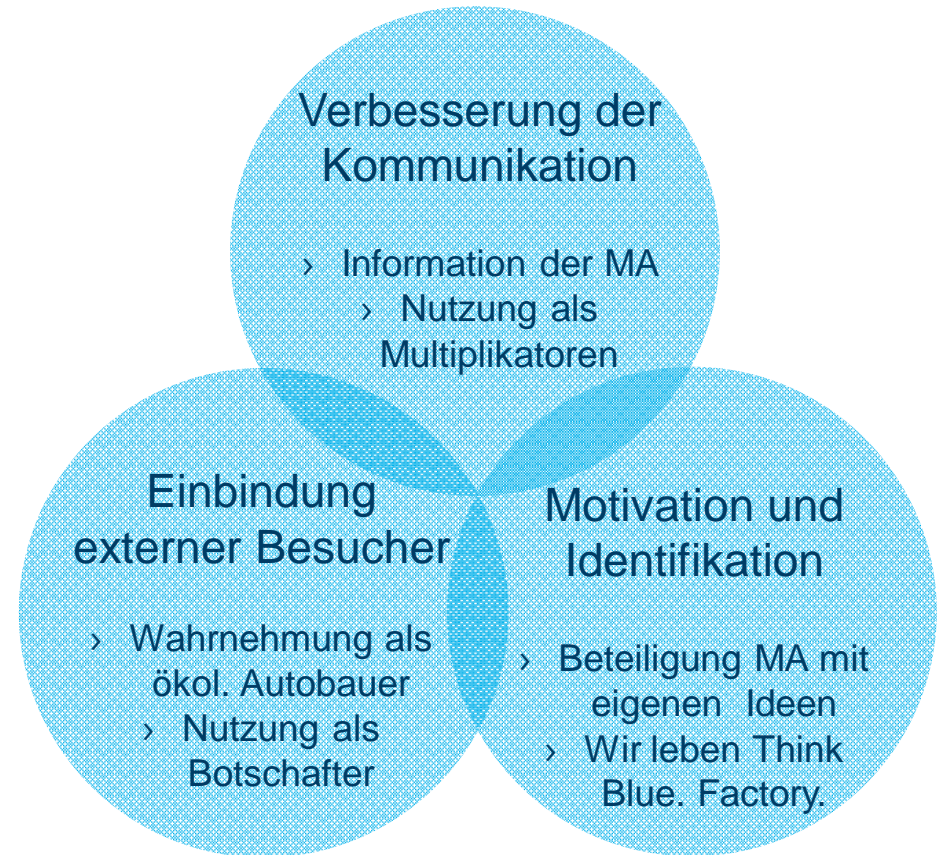 Verbesserung der
Kommunikation
› Information der MA
› Nutzung als
Multiplikatoren
Einbindung
externer Besucher
› Wahrnehmung als
ökol. Autobauer
› Nutzung als
Botschafter
Motivation und
Identifikation
› Beteiligung MA mit
eigenen Ideen
› Wir leben Think
Blue. Factory.